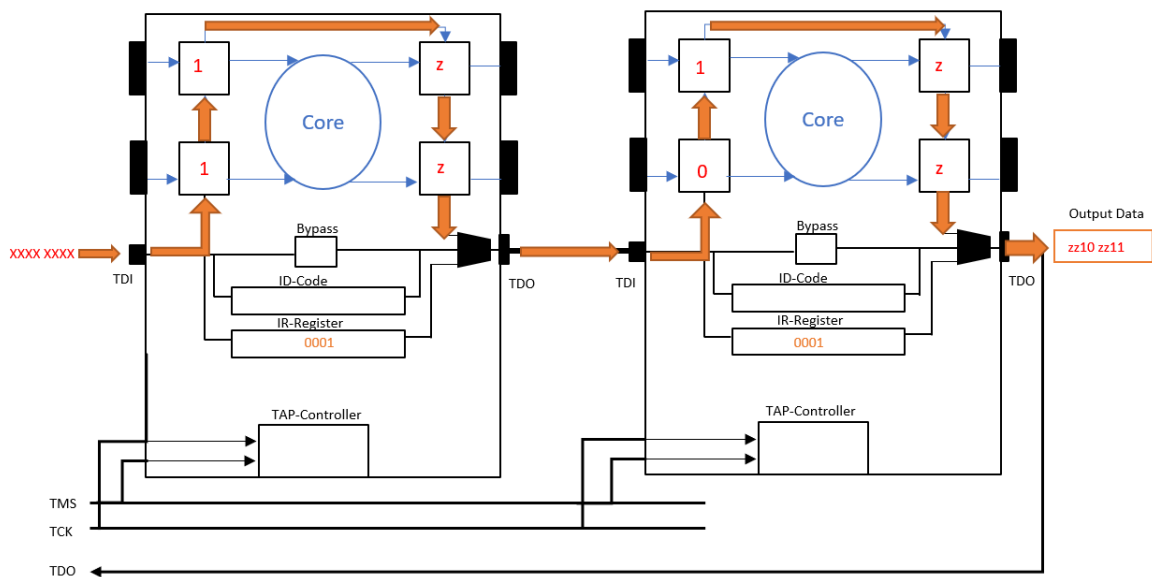 1
z
1
z
Core
Core
1
z
0
z
Bypass
Bypass
Output Data
XXXX XXXX
zz10 zz11
TDI
TDO
TDI
TDO
ID-Code
ID-Code
IR-Register
IR-Register
0001
0001
TAP-Controller
TAP-Controller
TMS
TCK
TDO